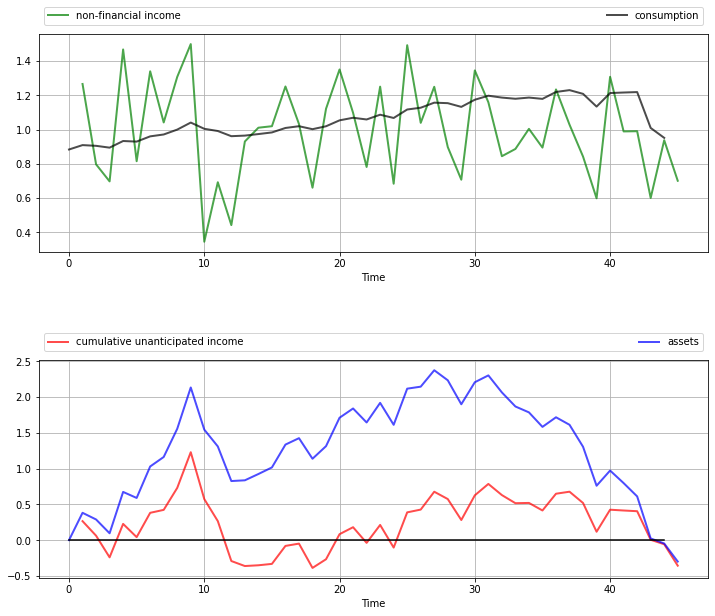 non-financial income consumption
1.4
1.2
1.0
0.8
0.6
0.4
0 10 20 30 40
Time
cumulative unanticipated income assets
2.5
2.0
1.5
1.0
0.5
0.0
−0.5
0 10 20 30 40
Time